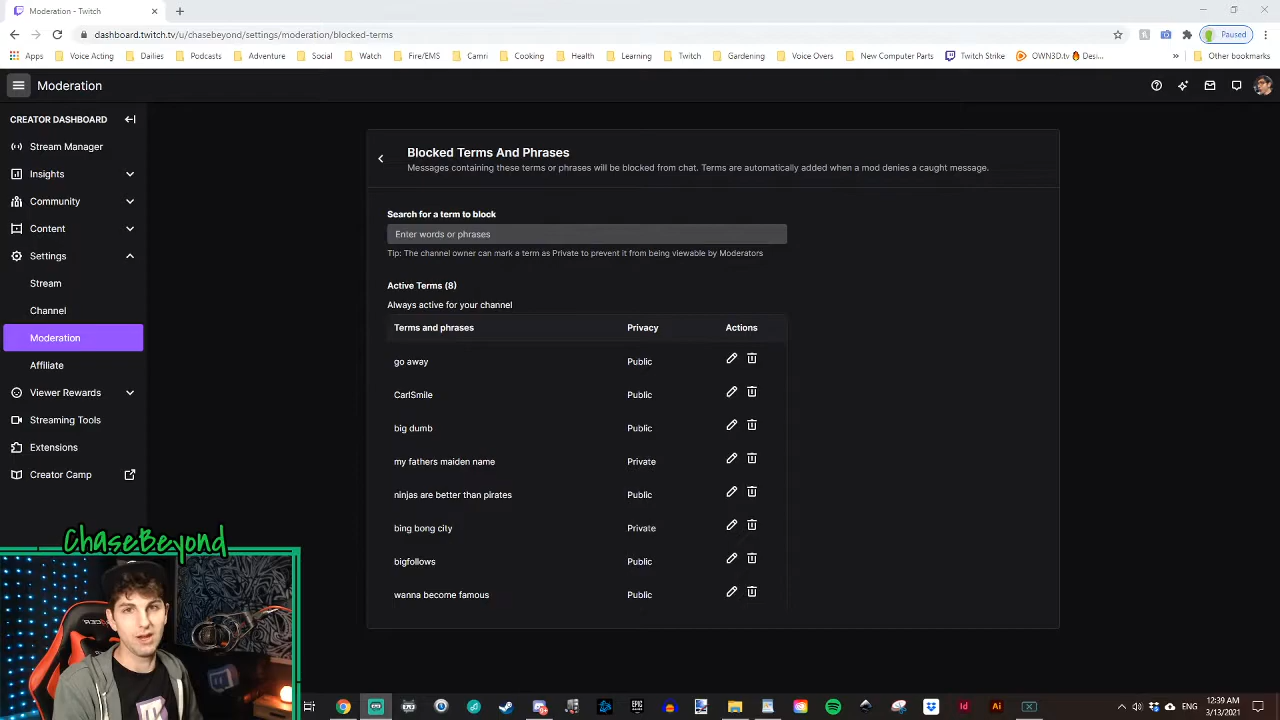 Moderation - Twitch
dashboard.twitch.tv/u/chasebeyond/settings/moderation/blocked-terms
Paused
Apps Voice Acting Dailies Podcasts Adventure Social Watch Fire/EMS Camri Cooking Health Learning Twitch Gardening Voice Overs New Computer Parts Twitch Strike OWN3D.tv 🔥 Desi... » Other bookmarks
Moderation
CREATOR DASHBOARD
Stream Manager
Insights
Community
Content
Settings
Stream
Channel
Moderation
Affiliate
Viewer Rewards
Streaming Tools
Extensions
Creator Camp
Blocked Terms And Phrases
Messages containing these terms or phrases will be blocked from chat. Terms are automatically added when a mod denies a caught message.
Search for a term to block
Enter words or phrases
Tip: The channel owner can mark a term as Private to prevent it from being viewable by Moderators
Active Terms (8)
Always active for your channel
Terms and phrases Privacy Actions
go away Public
CarlSmile Public
big dumb Public
my fathers maiden name Private
ninjas are better than pirates Public
bing bong city Private
bigfollows Public
wanna become famous Public
ChaseBeyond
EPIC
Id
Ai
ENG
12:39 AM
3/13/2021